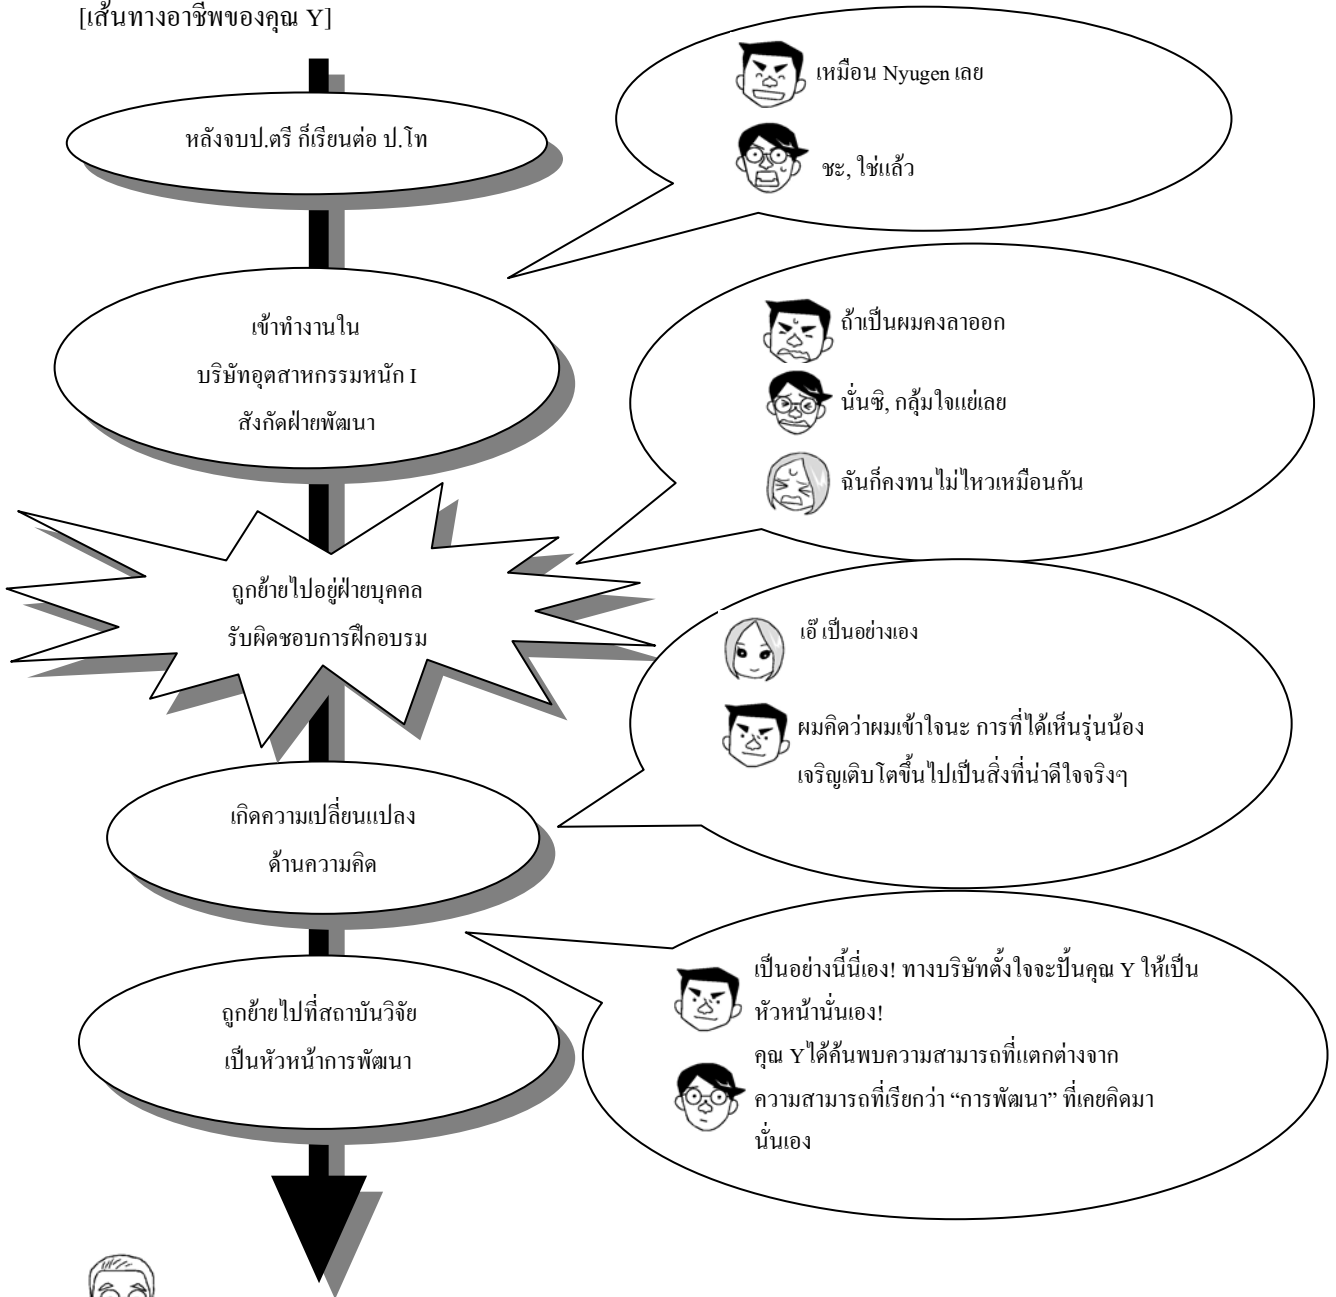 [เส้นทางอาชีพของคุณ Y]
หลังจบป.ตรี ก็เรียนต่อ ป.โท
เหมือน Nyugen เลย
ชะ, ใช่แล้ว
เข้าทำงานใน
บริษัทอุตสาหกรรมหนัก I
สังกัดฝ่ายพัฒนา
ถ้าเป็นผมคงลาออก
นั่นซิ, กลุ้มใจแย่เลย
ฉันก็คงทนไม่ไหวเหมือนกัน
ถูกย้ายไปอยู่ฝ่ายบุคคล
รับผิดชอบการฝึกอบรม
เอ๊ เป็นอย่างเอง
ผมคิดว่าผมเข้าใจนะ การที่ได้เห็นรุ่นน้อง
เจริญเติบโตขึ้นไปเป็นสิ่งที่น่าดีใจจริงๆ
เกิดความเปลี่ยนแปลง
ด้านความคิด
ถูกย้ายไปที่สถาบันวิจัย
เป็นหัวหน้าการพัฒนา
เป็นอย่างนี้นี่เอง! ทางบริษัทตั้งใจจะปั้นคุณ Y ให้เป็น
หัวหน้านั่นเอง!
คุณ Yได้ค้นพบความสามารถที่แตกต่างจาก
ความสามารถที่เรียกว่า “การพัฒนา” ที่เคยคิดมา
นั่นเอง